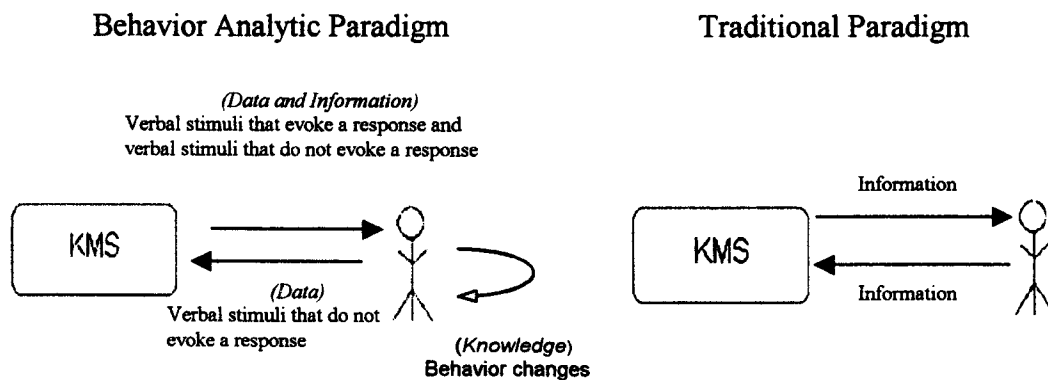 Behavior Analytic Paradigm
(Data and Information)
Verbal stimuli that evoke a response and
verbal stimuli that do not evoke a response
KMS
(Data)
Verbal stimuli that do not
evoke a response
(Knowledge)
Behavior changes
Traditional Paradigm
Information
KMS
Information